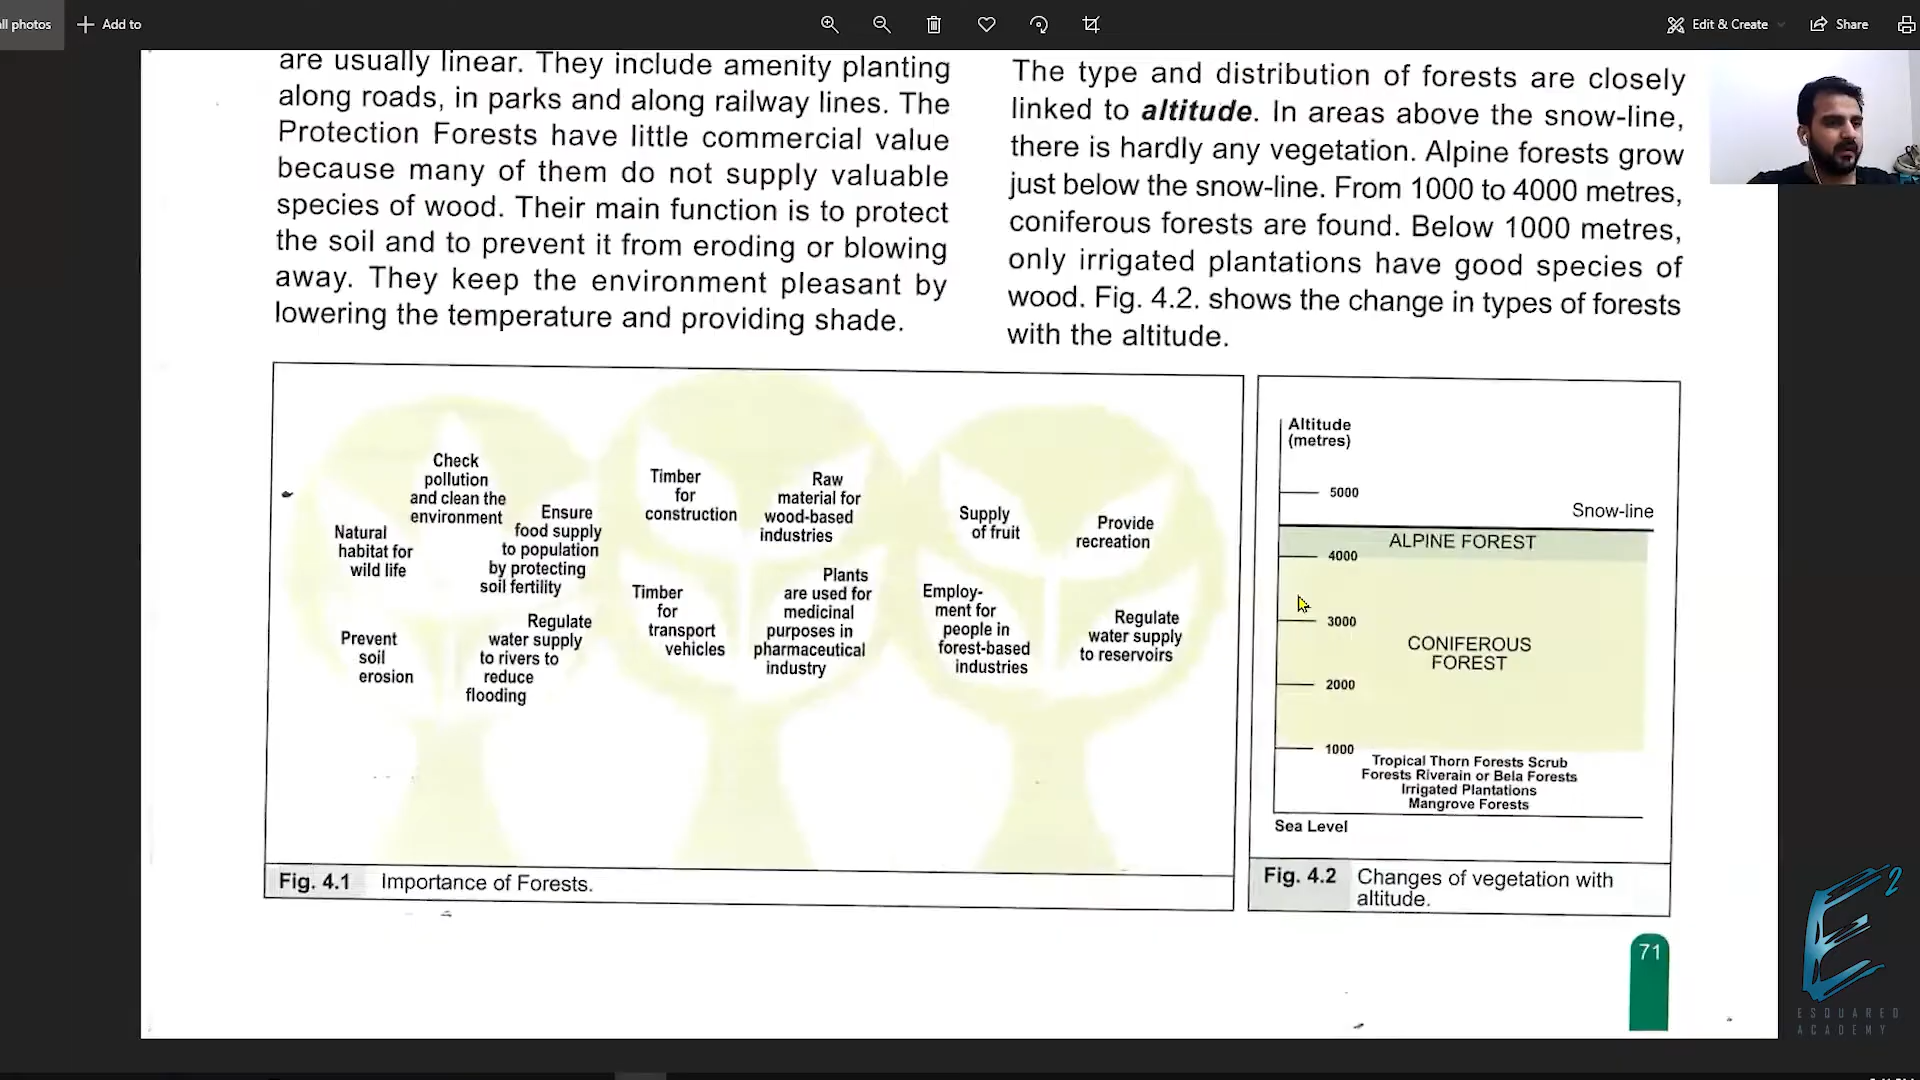 all photos
Add to
Edit & Create
Share
are usually linear. They include amenity planting
along roads, in parks and along railway lines. The
Protection Forests have little commercial value
because many of them do not supply valuable
species of wood. Their main function is to protect
the soil and to prevent it from eroding or blowing
away. They keep the environment pleasant by
lowering the temperature and providing shade.
The type and distribution of forests are closely
linked to altitude. In areas above the snow-line,
there is hardly any vegetation. Alpine forests grow
just below the snow-line. From 1000 to 4000 metres,
coniferous forests are found. Below 1000 metres,
only irrigated plantations have good species of
wood. Fig. 4.2. shows the change in types of forests
with the altitude.
Check
pollution
and clean the
environment
Natural
habitat for
wild life
Ensure
food supply
to population
by protecting
soil fertility
Prevent
soil
erosion
Regulate
water supply
to rivers to
reduce
flooding
Timber
for
construction
Raw
material for
wood-based
industries
Timber
for
transport
vehicles
Plants
are used for
medicinal
purposes in
pharmaceutical
industry
Supply
of fruit
Provide
recreation
Employ-
ment for
people in
forest-based
industries
Regulate
water supply
to reservoirs
Fig. 4.1 Importance of Forests.
Altitude
(metres)
5000
Snow-line
ALPINE FOREST
4000
3000
CONIFEROUS
FOREST
2000
1000
Tropical Thorn Forests Scrub
Forests Riverain or Bela Forests
Irrigated Plantations
Mangrove Forests
Sea Level
Fig. 4.2 Changes of vegetation with
altitude.
71
E2
ESQUARED
ACADEMY